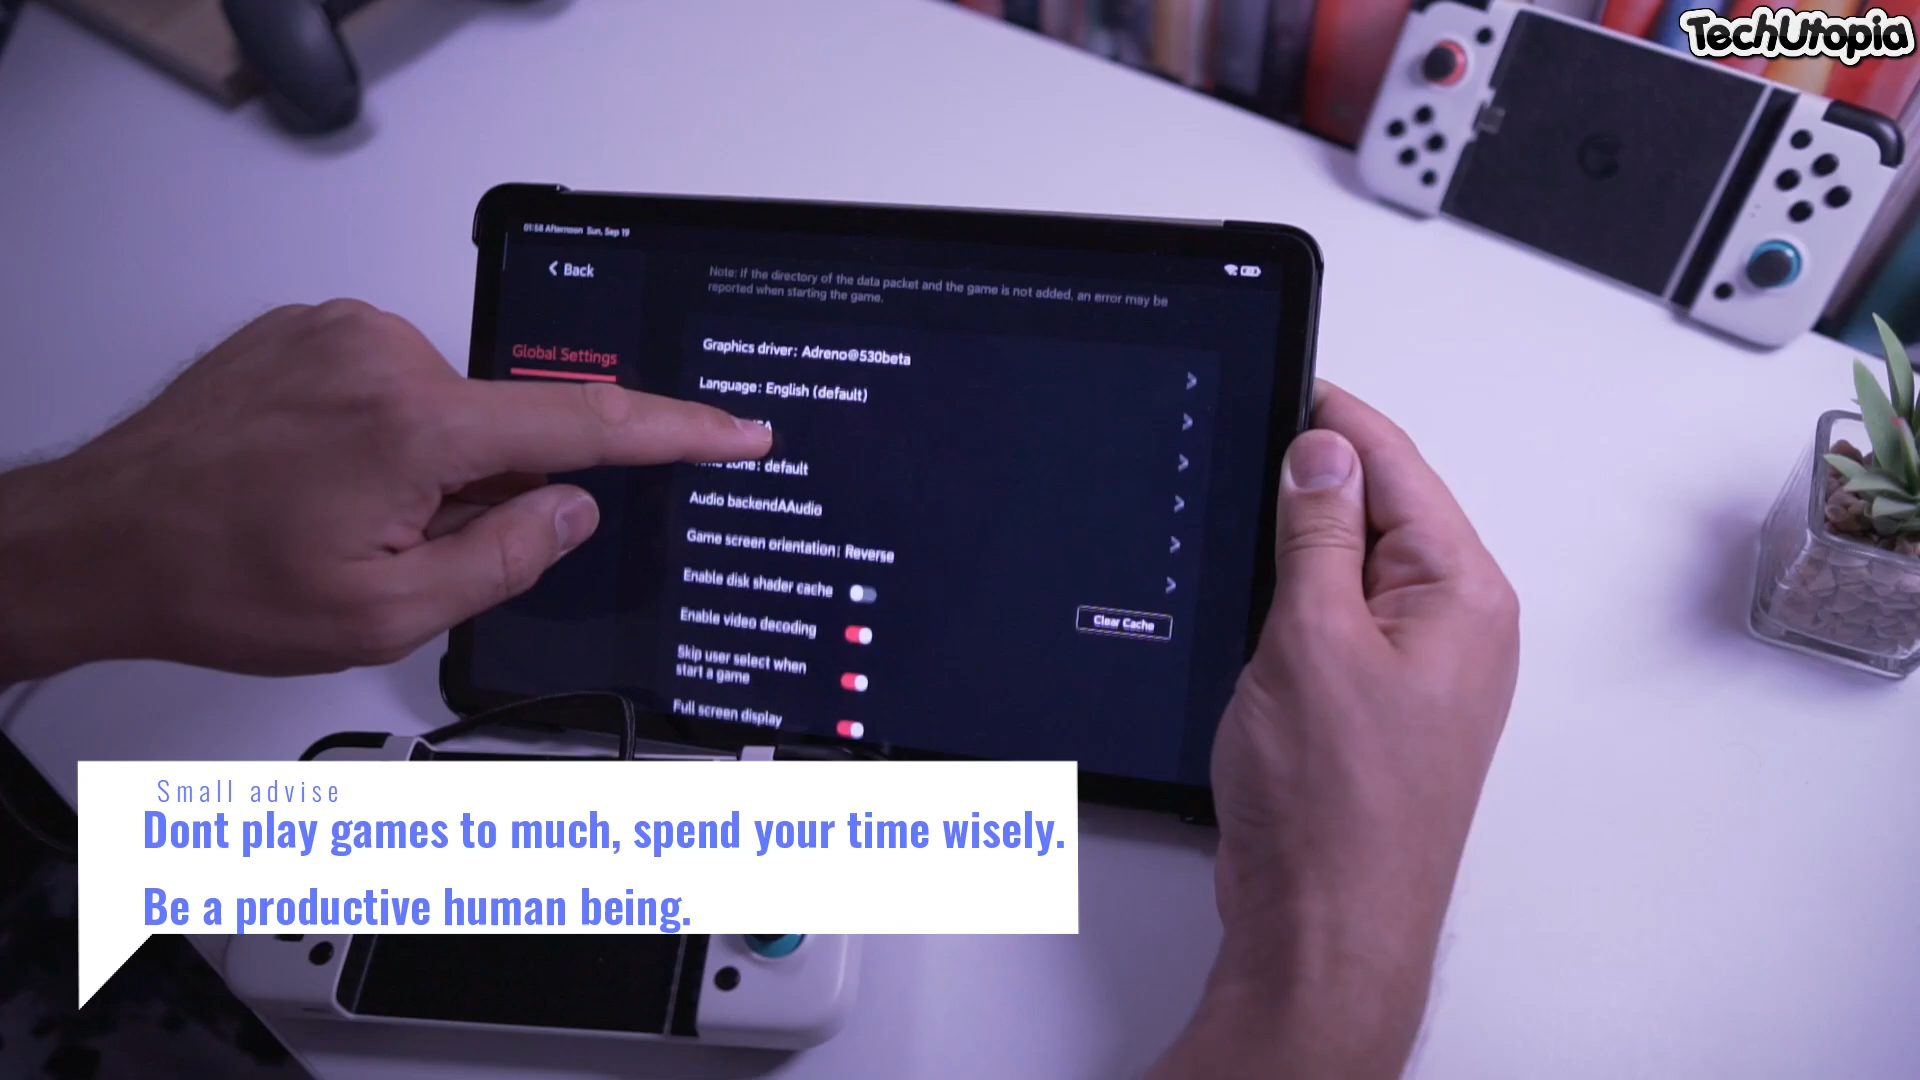 TechUtopia
01:58 Afternoon Sun, Sep 19
Back
Note: If the directory of the data packet and the game is not added, an error may be
reported when starting the game.
Global Settings
Graphics driver: Adreno@530beta
Language: English (default)
zone: default
Audio backendAAudio
Game screen orientation: Reverse
Enable disk shader cache
Clear Cache
Enable video decoding
Skip user select when
start a game
Full screen display
Small advise
Dont play games to much, spend your time wisely.
Be a productive human being.